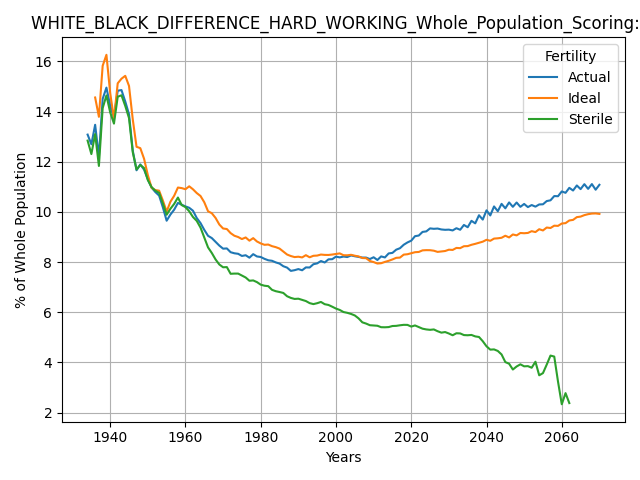 WHITE_BLACK_DIFFERENCE_HARD_WORKING_Whole_Population_Scoring:
Fertility
Actual
Ideal
Sterile
% of Whole Population
16
14
12
10
8
6
4
2
1940
1960
1980
2000
2020
2040
2060
Years